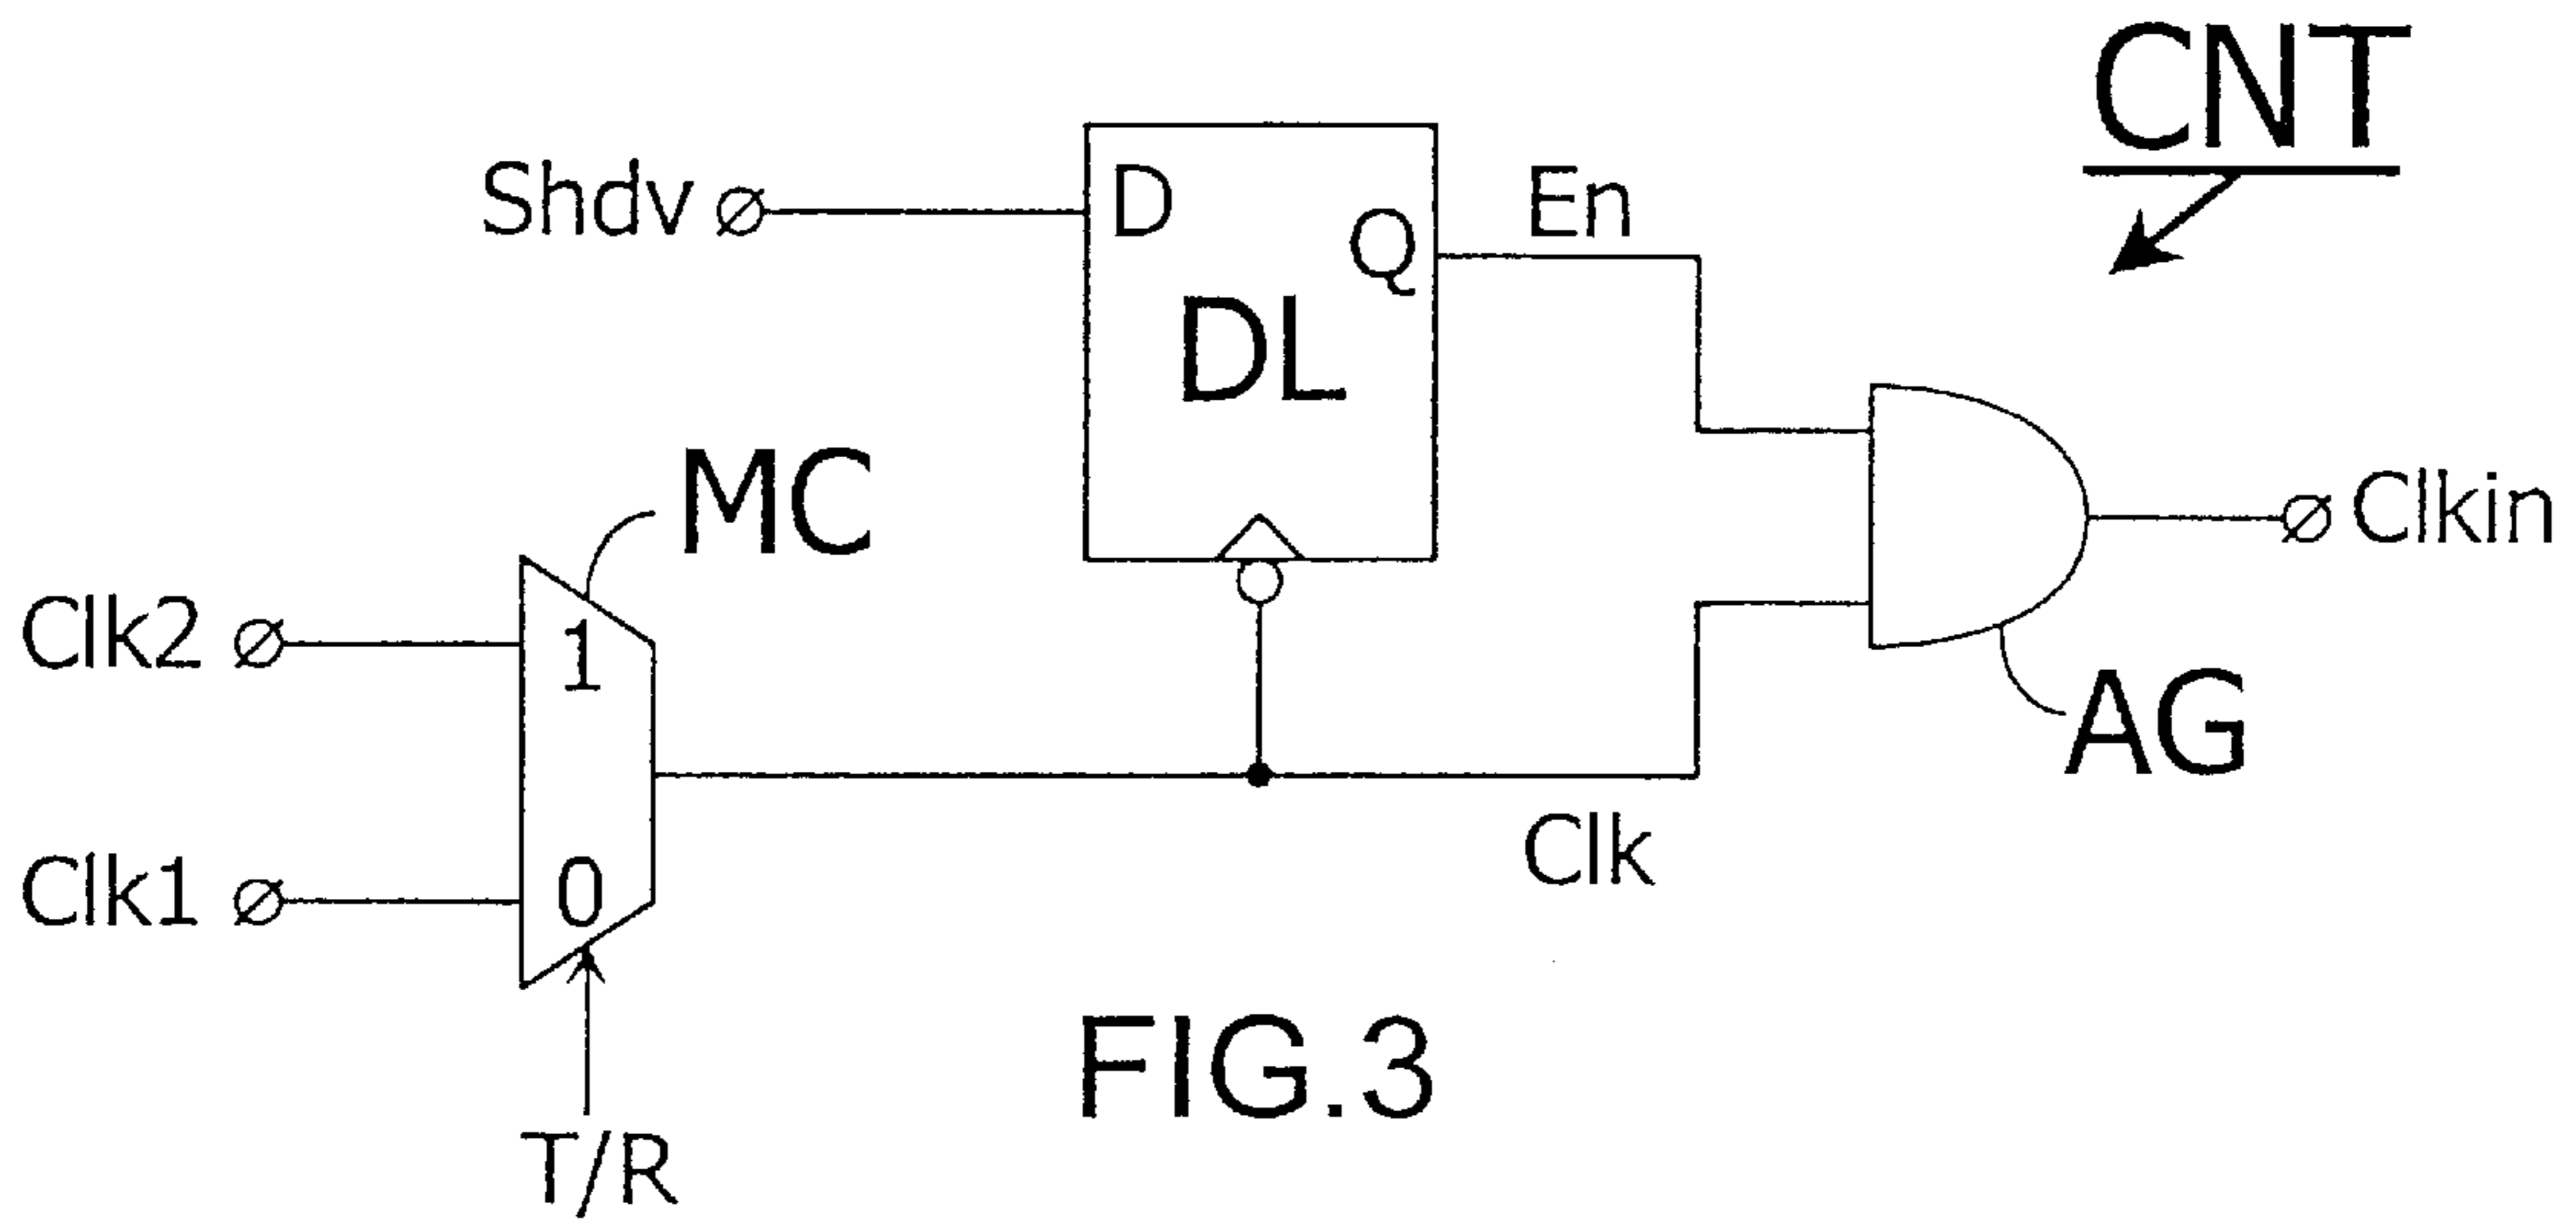 CNT
Shdv
D
Q
En
DL
MC
Clkin
Clk2
1
AG
Clk
Clk1
0
FIG.3
T/R